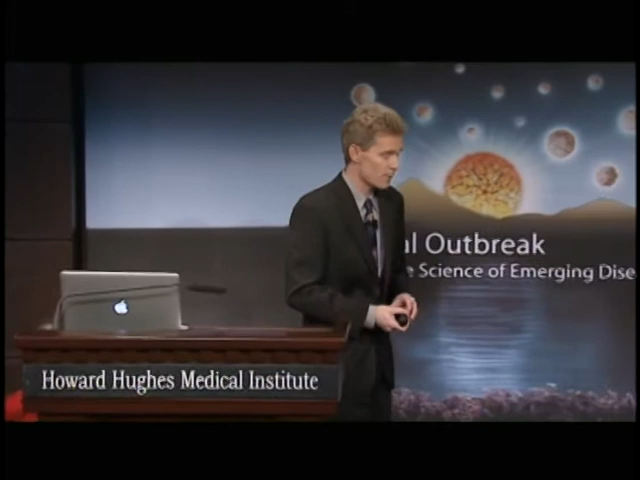 al Outbreak
e Science of Emerging Dise
Howard Hughes Medical Institute